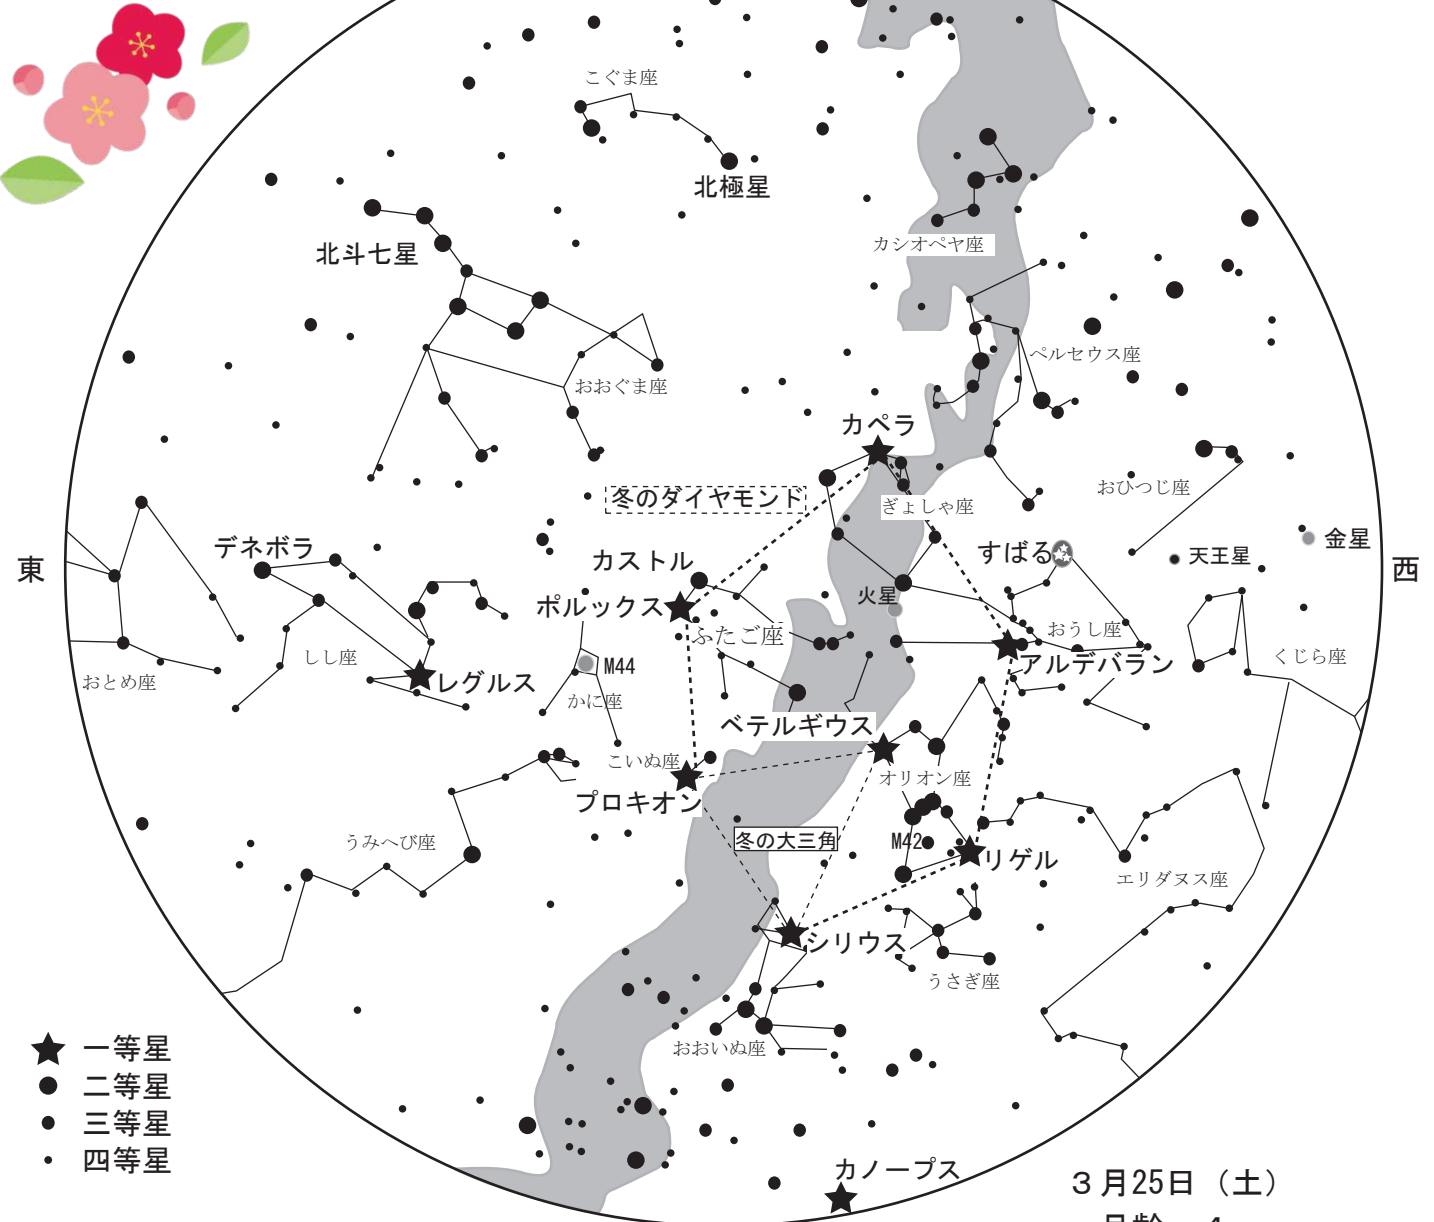 こぐま座
北極星
北斗七星
カシオペヤ座
ペルセウス座
おおぐま座
カペラ
おひつじ座
冬のダイヤモンド
ぎょしゃ座
金星
デネボラ
すばる
天王星
カストル
東
西
火星
ポルックス
ふたご座
おうし座
しし座
M44
アルデバラン
くじら座
おとめ座
レグルス
かに座
ベテルギウス
こいぬ座
オリオン座
プロキオン
うみへび座
冬の大三角
M42
リゲル
エリダヌス座
シリウス
うさぎ座
おおいぬ座
一等星
二等星
三等星
四等星
カノープス
3月25日（土）